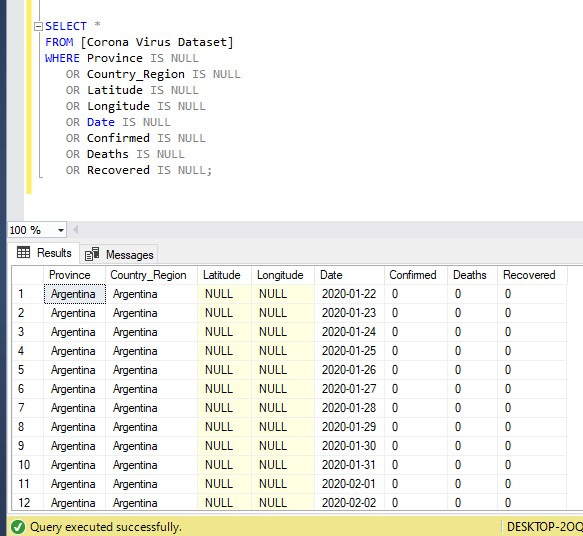 SELECT *
FROM [Corona Virus Dataset]
WHERE Province IS NULL
OR Country_Region IS NULL
OR Latitude IS NULL
OR Longitude IS NULL
OR Date IS NULL
OR Confirmed IS NULL
OR Deaths IS NULL
OR Recovered IS NULL;
100 %
Results Messages
Province Country_Region Latitude Longitude Date Confirmed Deaths Recovered
1 Argentina Argentina NULL NULL 2020-01-22 0 0 0
2 Argentina Argentina NULL NULL 2020-01-23 0 0 0
3 Argentina Argentina NULL NULL 2020-01-24 0 0 0
4 Argentina Argentina NULL NULL 2020-01-25 0 0 0
5 Argentina Argentina NULL NULL 2020-01-26 0 0 0
6 Argentina Argentina NULL NULL 2020-01-27 0 0 0
7 Argentina Argentina NULL NULL 2020-01-28 0 0 0
8 Argentina Argentina NULL NULL 2020-01-29 0 0 0
9 Argentina Argentina NULL NULL 2020-01-30 0 0 0
10 Argentina Argentina NULL NULL 2020-01-31 0 0 0
11 Argentina Argentina NULL NULL 2020-02-01 0 0 0
12 Argentina Argentina NULL NULL 2020-02-02 0 0 0
Query executed successfully. DESKTOP-2OQ